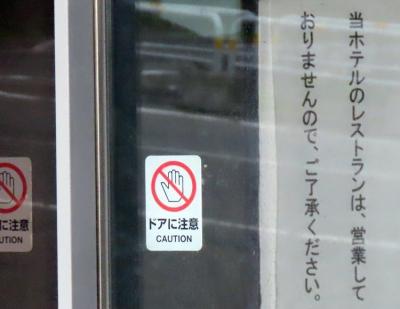 当ホテルのレストランは、営業して
おりませんので、ご了承ください。
ドアに注意
CAUTION
に注意
UTION